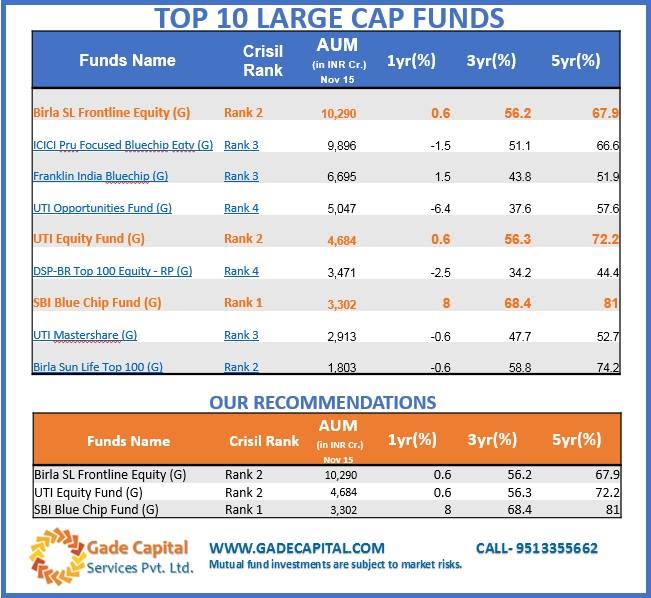 TOP 10 LARGE CAP FUNDS
Funds Name Crisil Rank AUM (in INR Cr.) Nov 15 1yr(%) 3yr(%) 5yr(%)
Birla SL Frontline Equity (G) Rank 2 10,290 0.6 56.2 67.9
ICICI Pru Focused Bluechip Eqty (G) Rank 3 9,896 -1.5 51.1 66.6
Franklin India Bluechip (G) Rank 3 6,695 1.5 43.8 51.9
UTI Opportunities Fund (G) Rank 4 5,047 -6.4 37.6 57.6
UTI Equity Fund (G) Rank 2 4,684 0.6 56.3 72.2
DSP-BR Top 100 Equity - RP (G) Rank 4 3,471 -2.5 34.2 44.4
SBI Blue Chip Fund (G) Rank 1 3,302 8 68.4 81
UTI Mastershare (G) Rank 3 2,913 -0.6 47.7 52.7
Birla Sun Life Top 100 (G) Rank 2 1,803 -0.6 58.8 74.2
OUR RECOMMENDATIONS
Funds Name Crisil Rank AUM (in INR Cr.) Nov 15 1yr(%) 3yr(%) 5yr(%)
Birla SL Frontline Equity (G) Rank 2 10,290 0.6 56.2 67.9
UTI Equity Fund (G) Rank 2 4,684 0.6 56.3 72.2
SBI Blue Chip Fund (G) Rank 1 3,302 8 68.4 81
Gade Capital
Services Pvt. Ltd.
WWW.GADECAPITAL.COM CALL- 9513355662
Mutual fund investments are subject to market risks.